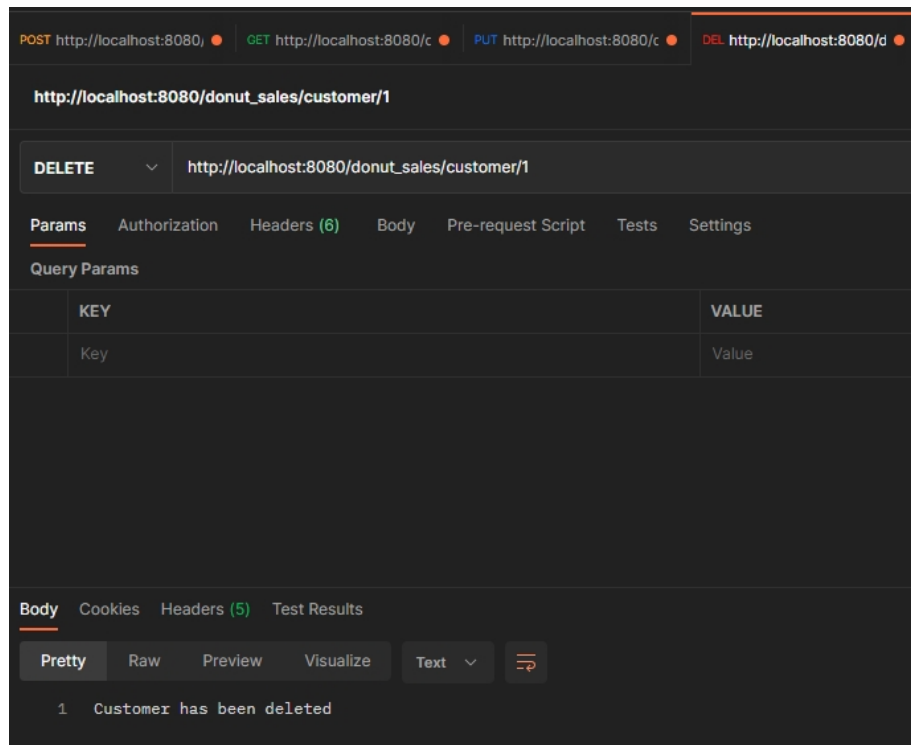 POST http://localhost:8080/ GET http://localhost:8080/c PUT http://localhost:8080/c DEL http://localhost:8080/d
http://localhost:8080/donut_sales/customer/1
DELETE http://localhost:8080/donut_sales/customer/1
Params Authorization Headers (6) Body Pre-request Script Tests Settings
Query Params
KEY VALUE
Key Value
Body Cookies Headers (5) Test Results
Pretty Raw Preview Visualize Text
1 Customer has been deleted